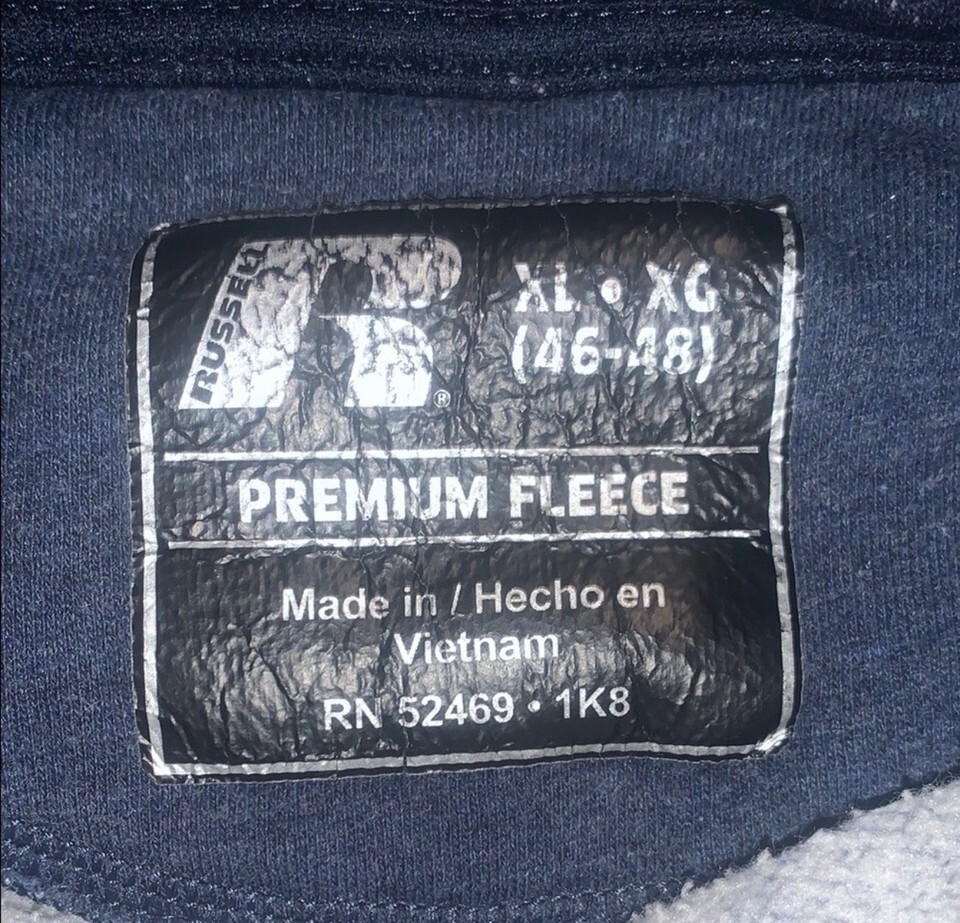 RUSSELL
R ®
XL • XG
(46-48)
PREMIUM FLEECE
Made in / Hecho en
Vietnam
RN 52469 • 1K8